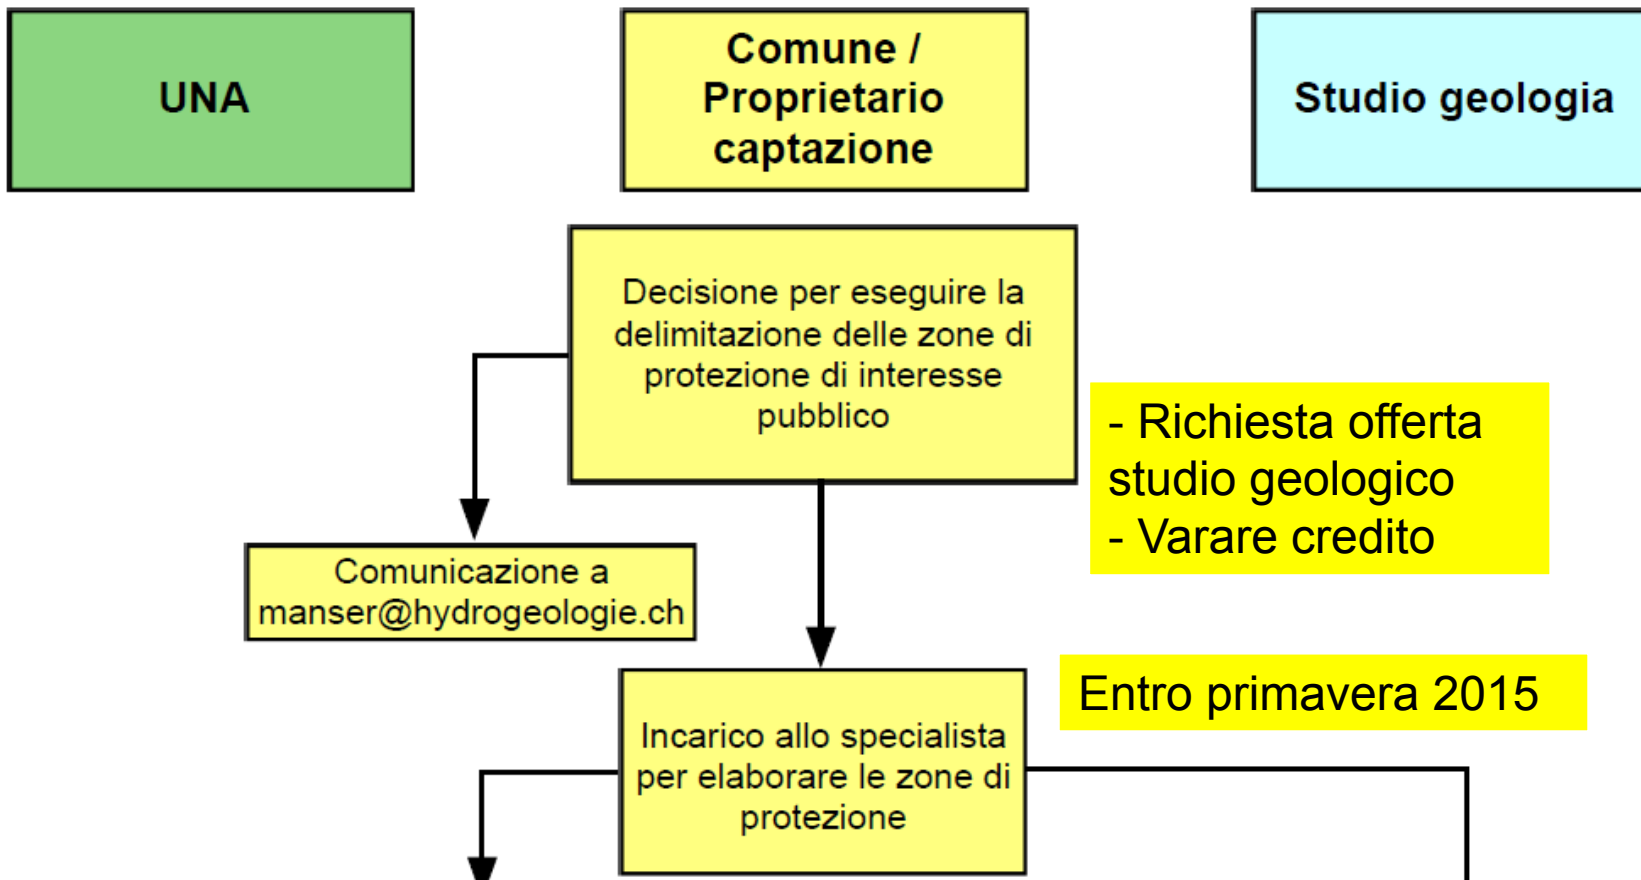 UNA
Comune /
Proprietario
captazione
Studio geologia
Decisione per eseguire la
delimitazione delle zone di
protezione di interesse
pubblico
- Richiesta offerta
studio geologico
- Varare credito
Comunicazione a
manser@hydrogeologie.ch
Entro primavera 2015
Incarico allo specialista
per elaborare le zone di
protezione